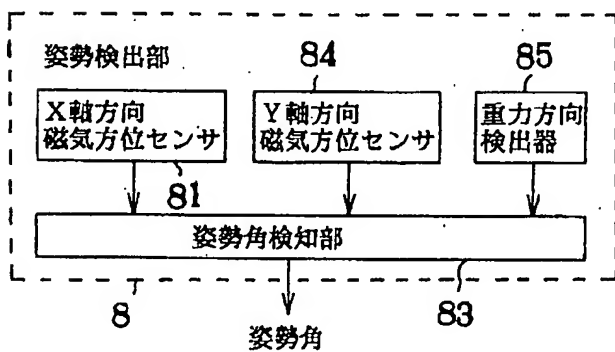 姿勢検出部
84
85
X軸方向
磁気方位センサ
81
Y軸方向
磁気方位センサ
重力方向
検出器
姿勢角検知部
8
83
姿勢角